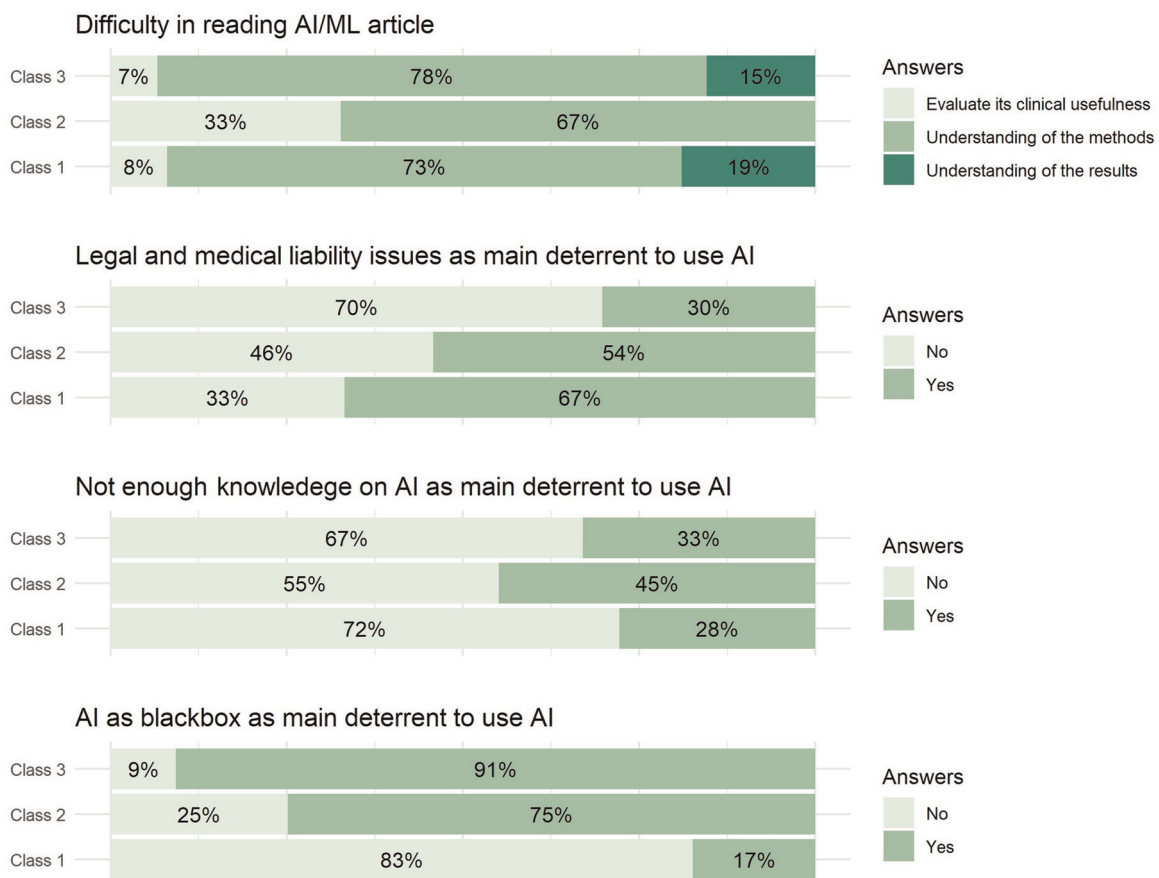 Difficulty in reading AI/ML article
Class 3 7% 78% 15%
Class 2 33% 67%
Class 1 8% 73% 19%
Answers
Evaluate its clinical usefulness
Understanding of the methods
Understanding of the results
Legal and medical liability issues as main deterrent to use AI
Class 3 70% 30%
Class 2 46% 54%
Class 1 33% 67%
Answers
No
Yes
Not enough knowledege on AI as main deterrent to use AI
Class 3 67% 33%
Class 2 55% 45%
Class 1 72% 28%
Answers
No
Yes
AI as blackbox as main deterrent to use AI
Class 3 9% 91%
Class 2 25% 75%
Class 1 83% 17%
Answers
No
Yes